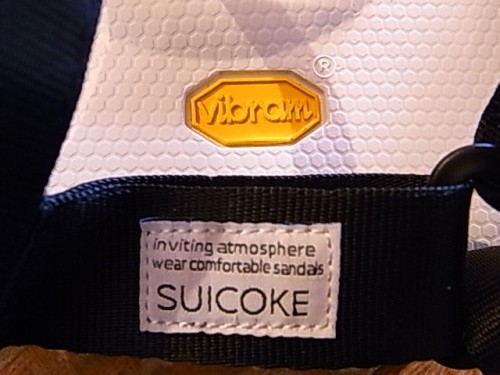 vibram®
inviting atmosphere
wear comfortable sandals
SUICOKE